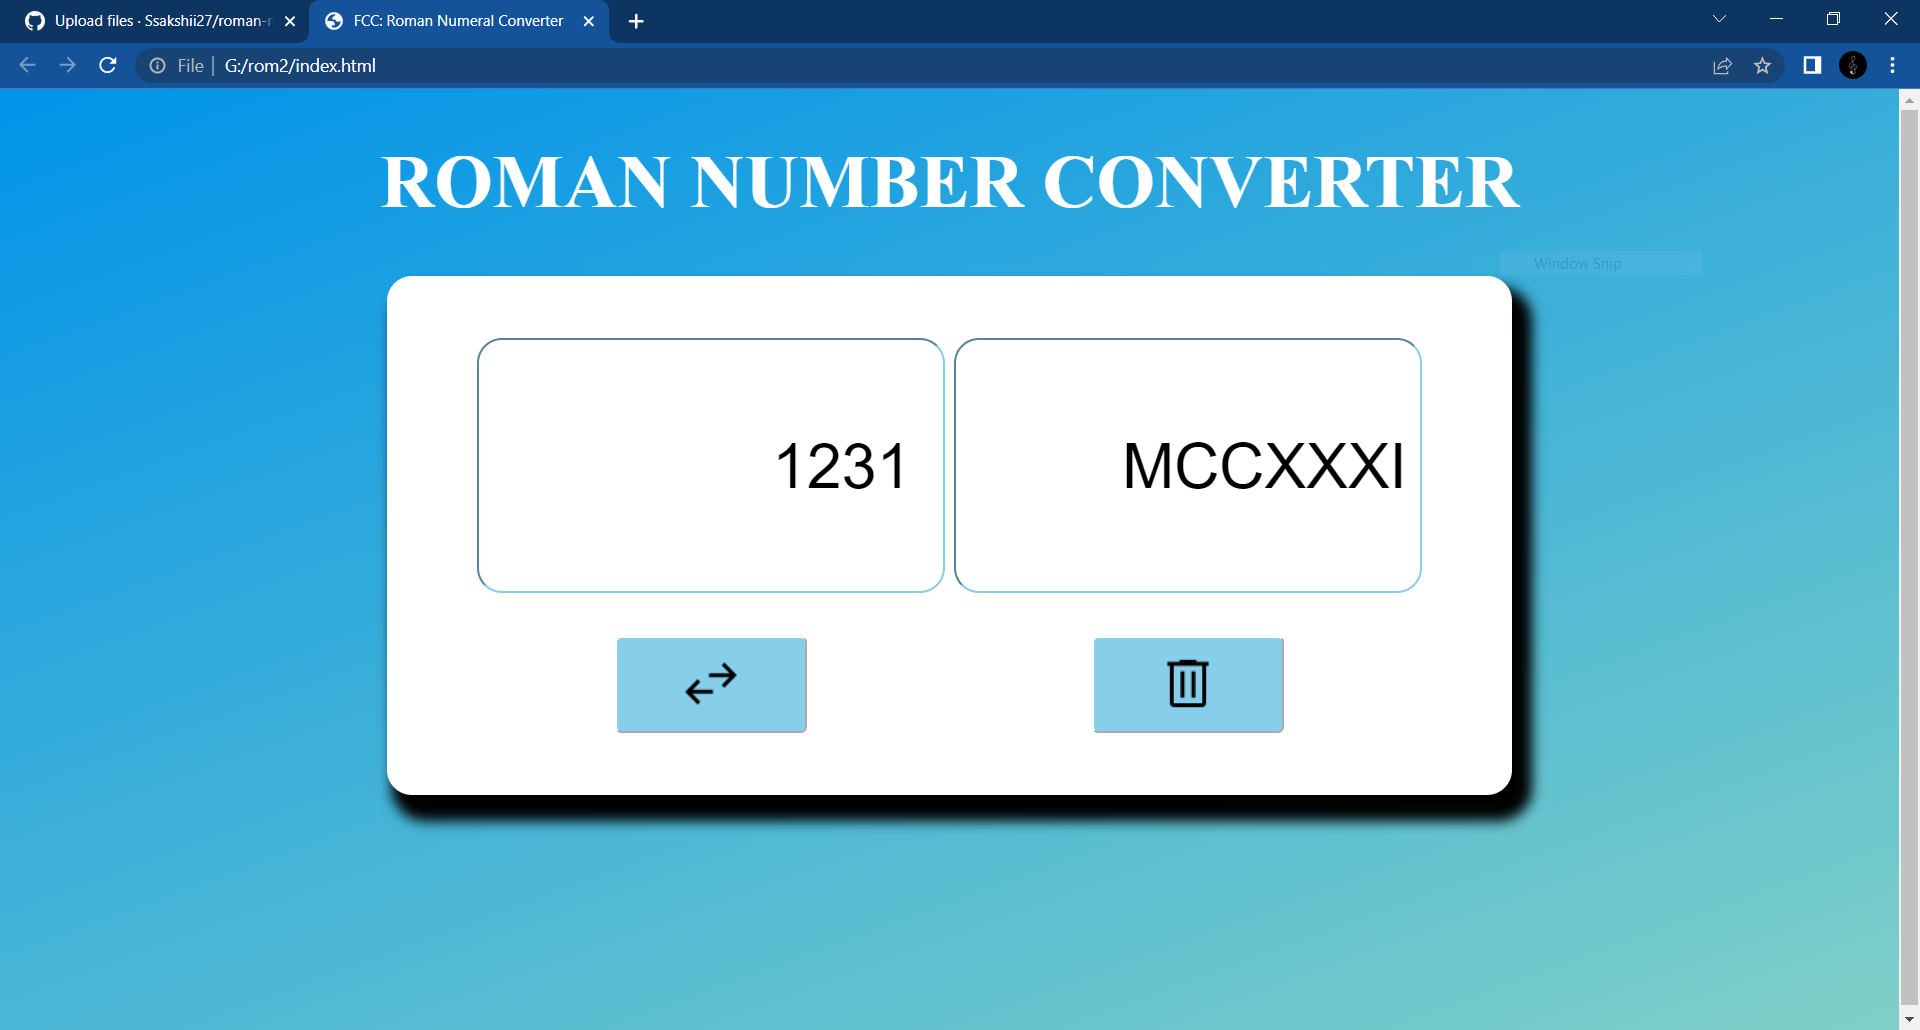 Upload files · Ssakshii27/roman-
FCC: Roman Numeral Converter
File
G:/rom2/index.html
ROMAN NUMBER CONVERTER
Window Snip
1231
MCCXXXI